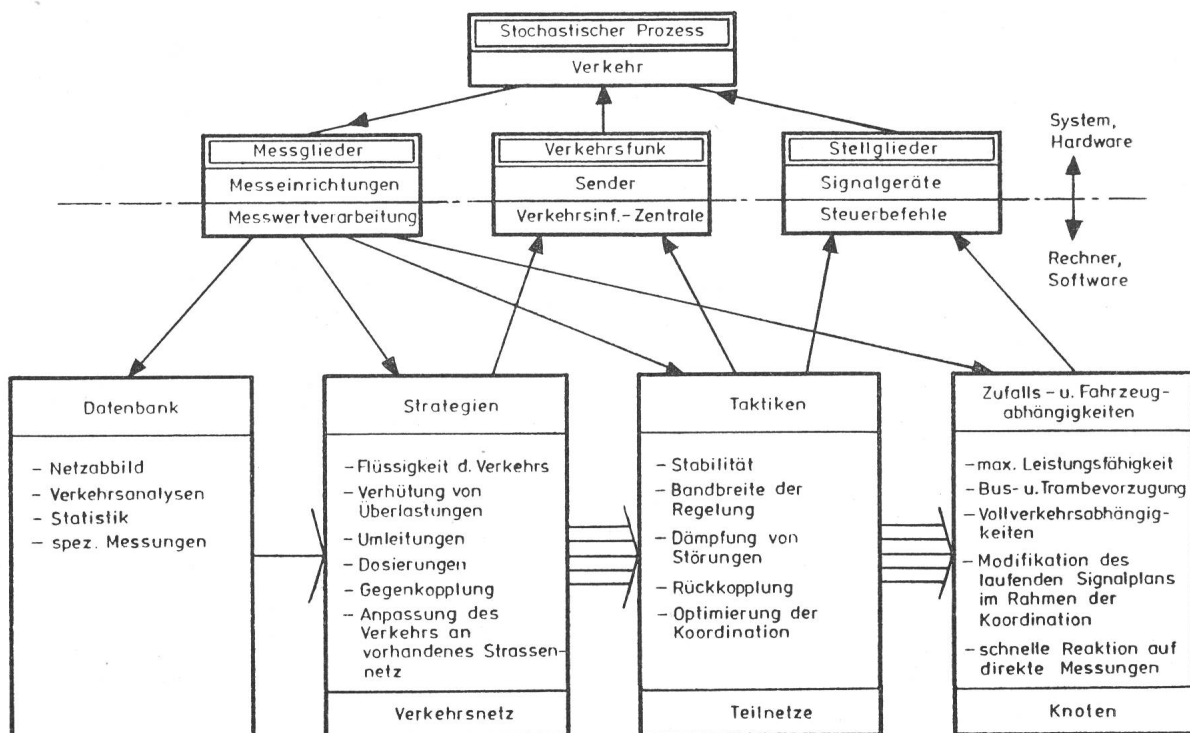 Stochastischer Prozess
Verkehr
System,
Hardware
Messglieder
Messeinrichtungen
Messwertverarbeitung
Verkehrsfunk
Sender
Verkehrsinf.-Zentrale
Stellglieder
Signalgeräte
Steuerbefehle
Rechner,
Software
Datenbank
- Netzabbild
- Verkehrsanalysen
- Statistik
- spez. Messungen
Strategien
- Flüssigkeit d. Verkehrs
- Verhütung von
Überlastungen
- Umleitungen
- Dosierungen
- Gegenkopplung
- Anpassung des
Verkehrs an
vorhandenes Strassen-
netz
Verkehrsnetz
Taktiken
- Stabilität
- Bandbreite der
Regelung
- Dämpfung von
Störungen
- Rückkopplung
- Optimierung der
Koordination
Teilnetze
Zufalls- u. Fahrzeug-
abhängigkeiten
- max. Leistungsfähigkeit
- Bus- u. Trambevorzugung
- Vollverkehrsabhängig-
keiten
- Modifikation des
laufenden Signalplans
im Rahmen der
Koordination
- schnelle Reaktion auf
direkte Messungen
Knoten